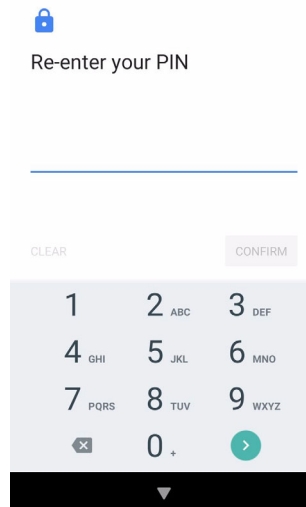 Re-enter your PIN
CLEAR CONFIRM
1 2 ABC 3 DEF
4 GHI 5 JKL 6 MNO
7 PQRS 8 TUV 9 WXYZ
0 +